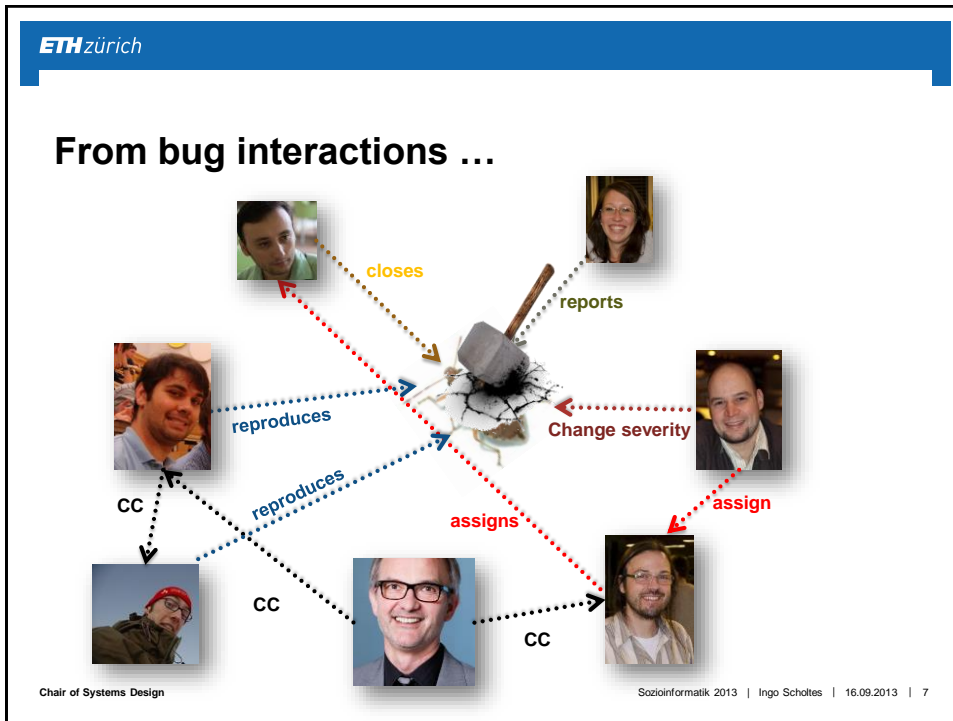 ETH zürich
From bug interactions …
closes
reports
reproduces
Change severity
reproduces
CC
assigns
assign
CC
CC
Chair of Systems Design
Sozioinformatik 2013 | Ingo Scholtes | 16.09.2013 | 7